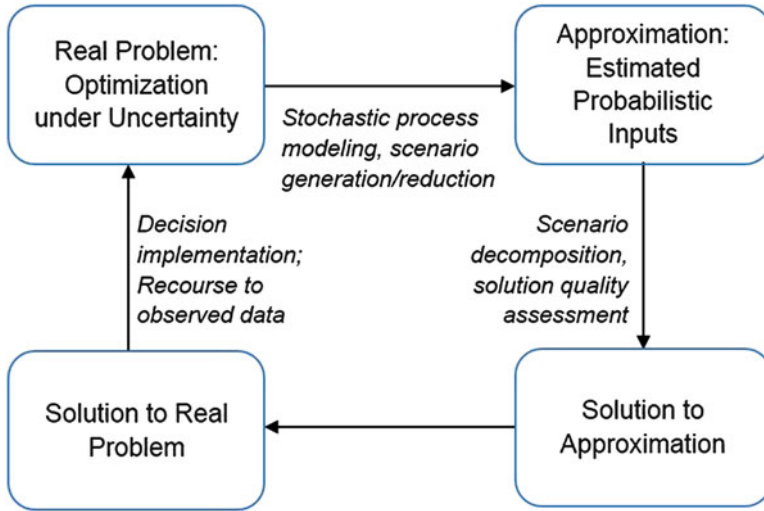 Real Problem:
Optimization
under Uncertainty
Approximation:
Estimated
Probabilistic
Inputs
Stochastic process
modeling, scenario
generation/reduction
Decision
implementation;
Recourse to
observed data
Scenario
decomposition,
solution quality
assessment
Solution to Real
Problem
Solution to
Approximation